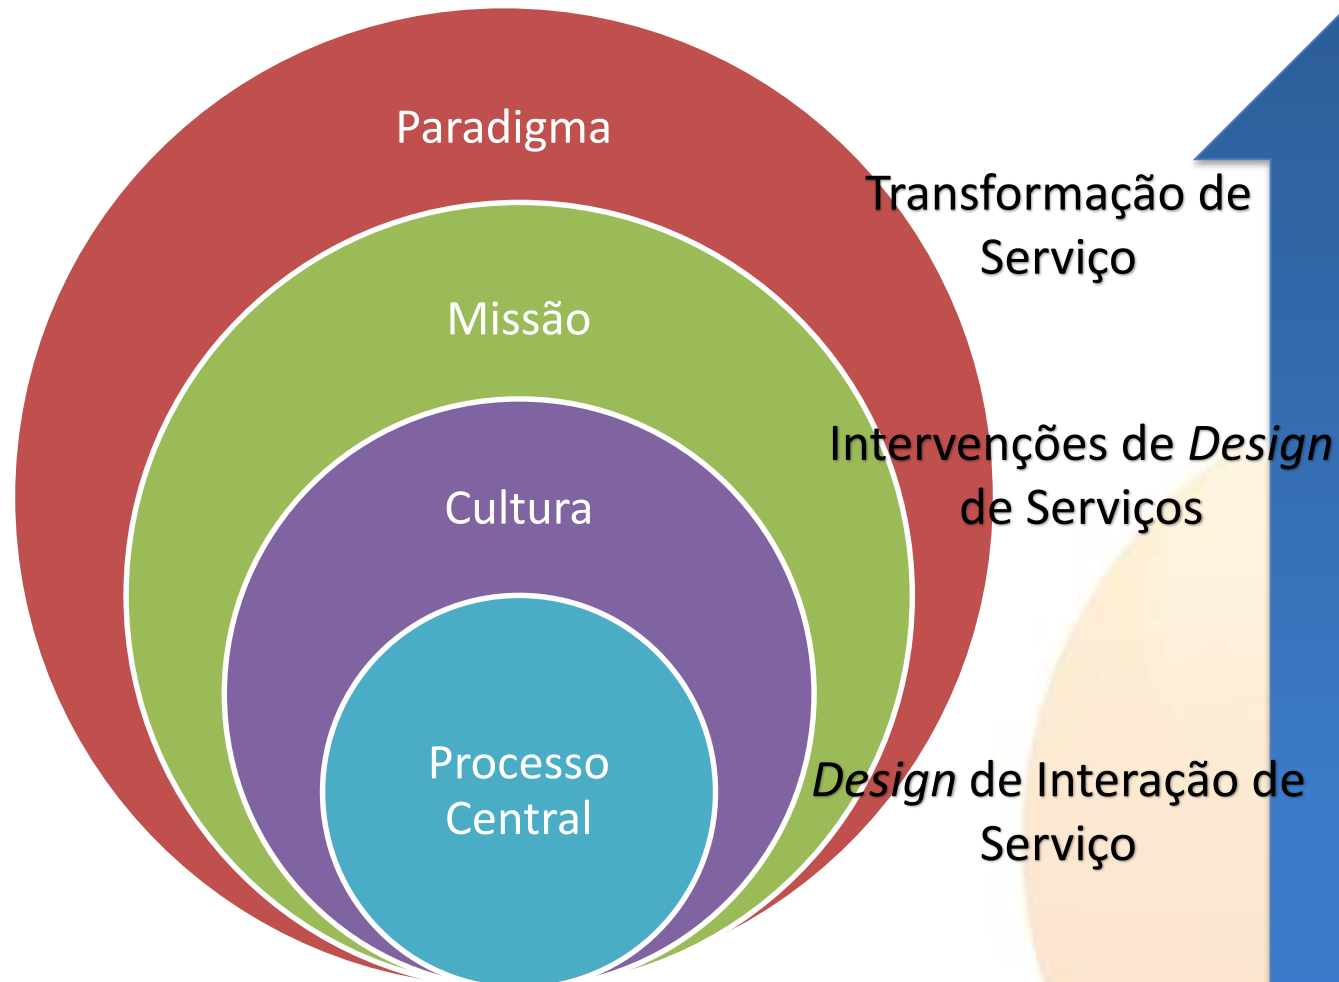 Paradigma
Transformação de
Serviço
Missão
Intervenções de Design
de Serviços
Cultura
Processo
Central
Design de Interação de
Serviço